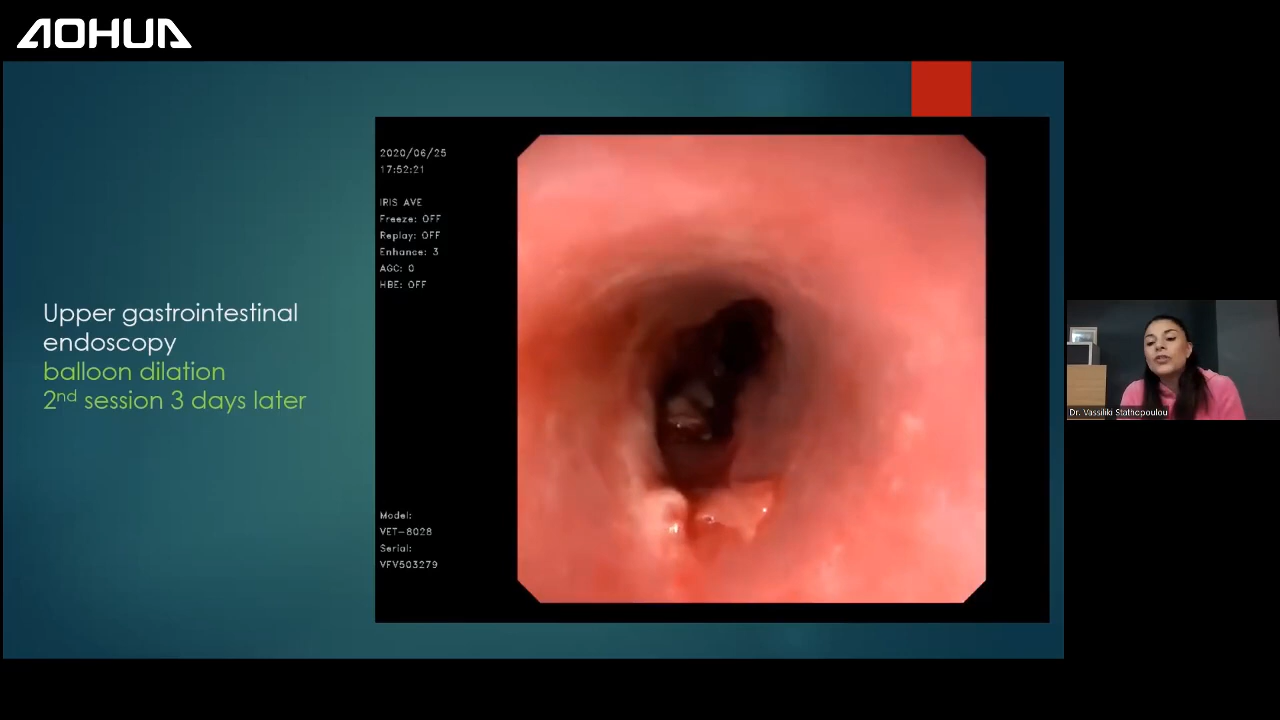 AOHUA
Upper gastrointestinal
endoscopy
balloon dilation
2nd session 3 days later
2020/06/25
17:52:21
IRIS AVE
Freeze: OFF
Replay: OFF
Enhance: 3
AGC: 0
HBE: OFF
Model:
VET-8028
Serial:
VFV503279
Dr. Vassiliki Stathopoulou